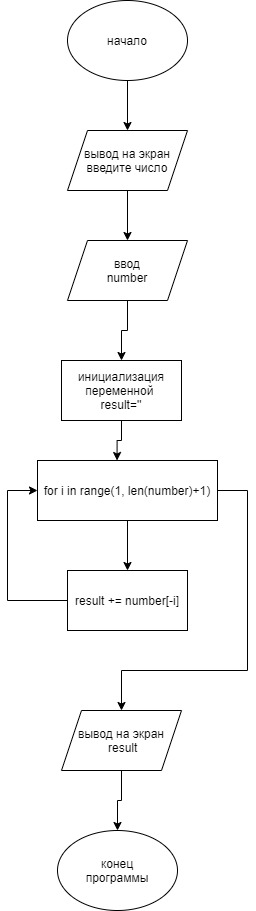 начало
вывод на экран
введите число
ввод
number
инициализация
переменной
result=''
for i in range(1, len(number)+1)
result += number[-i]
вывод на экран
result
конец
программы